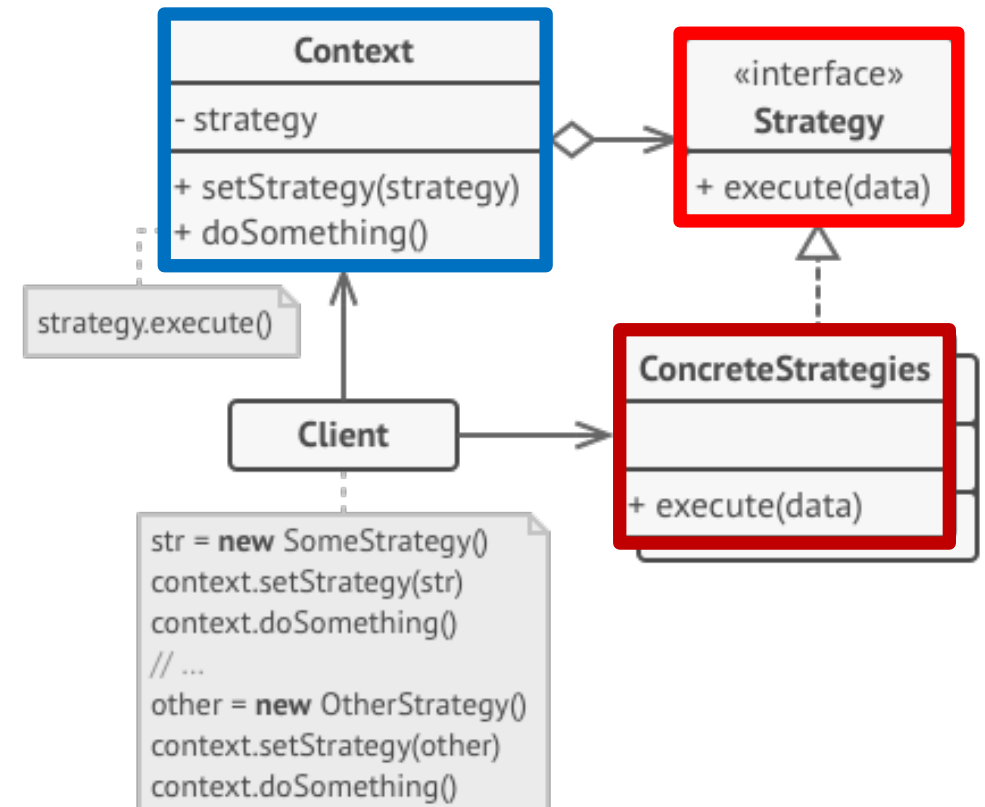 Context
- strategy
+ setStrategy(strategy)
+ doSomething()
«interface»
Strategy
+ execute(data)
strategy.execute()
Client
ConcreteStrategies
+ execute(data)
str = new SomeStrategy()
context.setStrategy(str)
context.doSomething()
// ...
other = new OtherStrategy()
context.setStrategy(other)
context.doSomething()